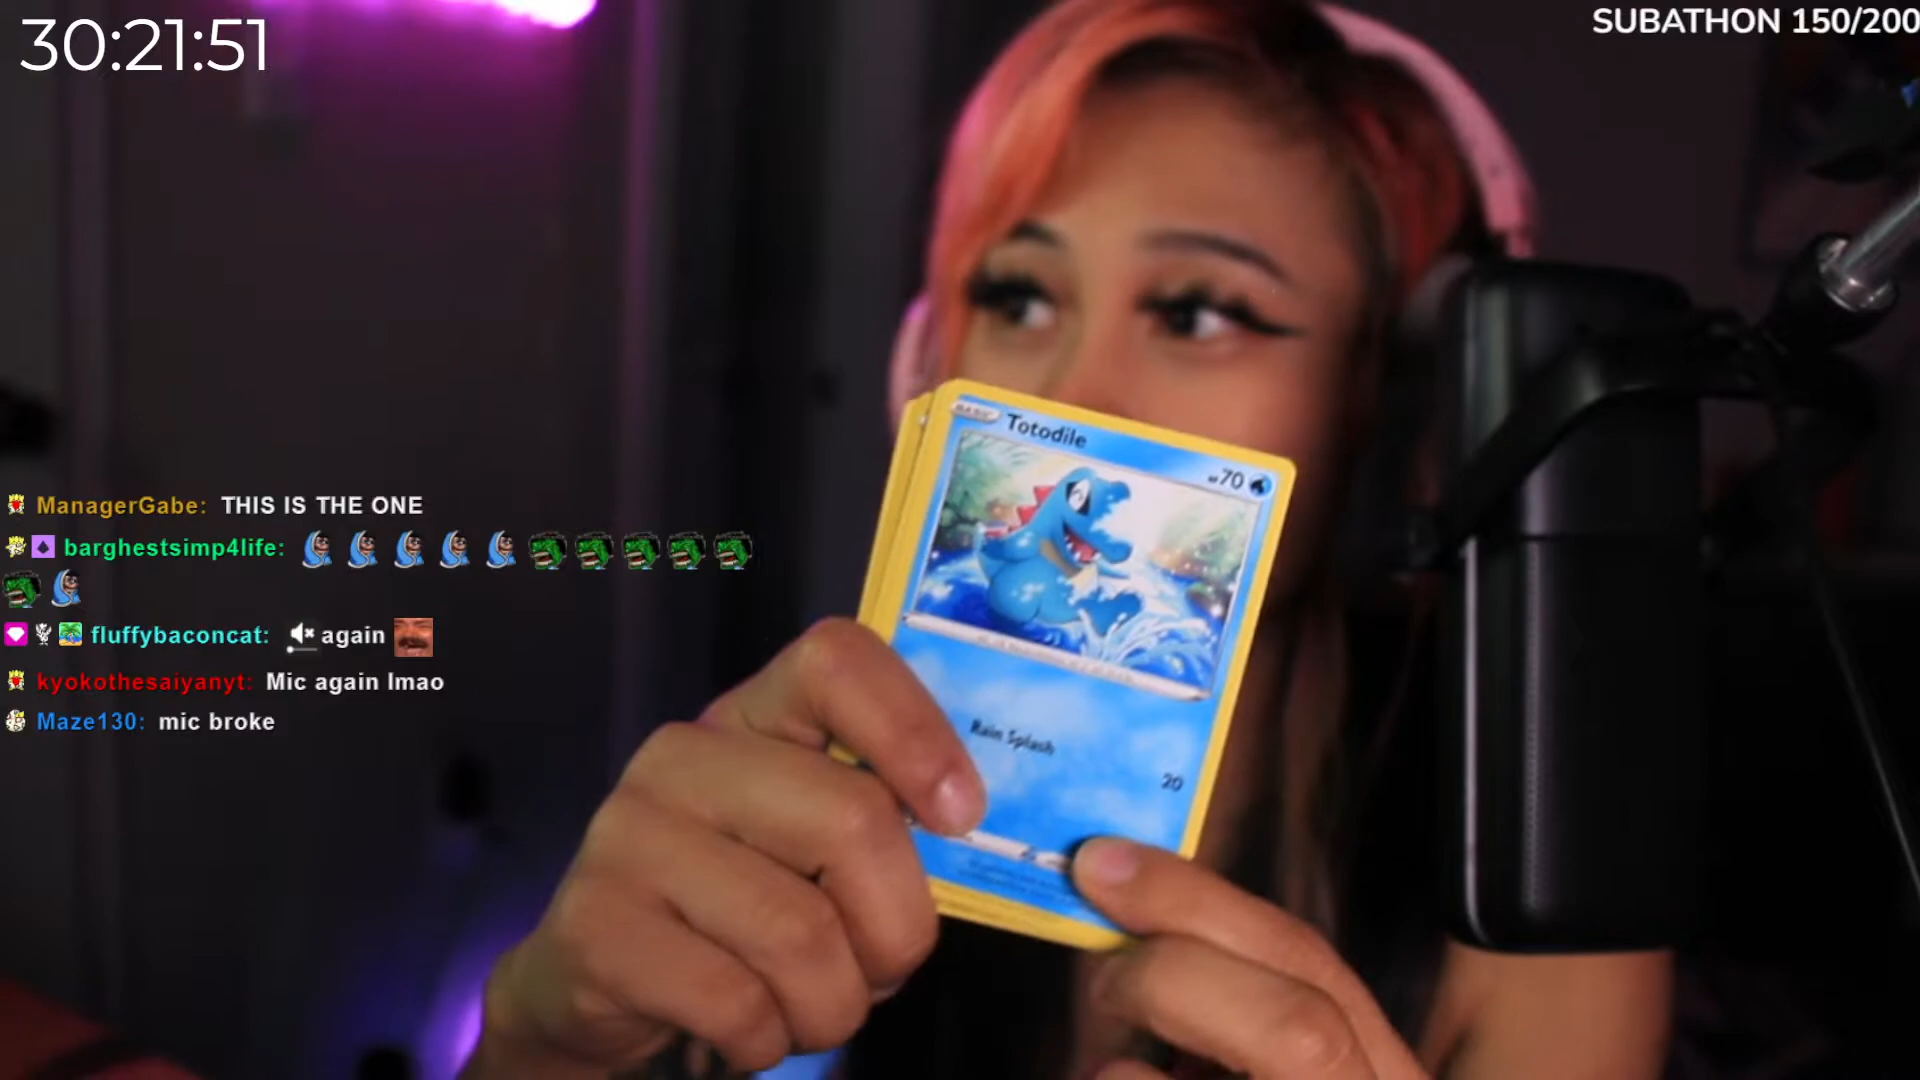 30:21:51
SUBATHON 150/200
BASIC
Totodile
70
Rain Splash
20
ManagerGabe: THIS IS THE ONE
barghestsimp4life:
fluffybaconcat: again
kyokothesaiyanyt: Mic again lmao
Maze130: mic broke